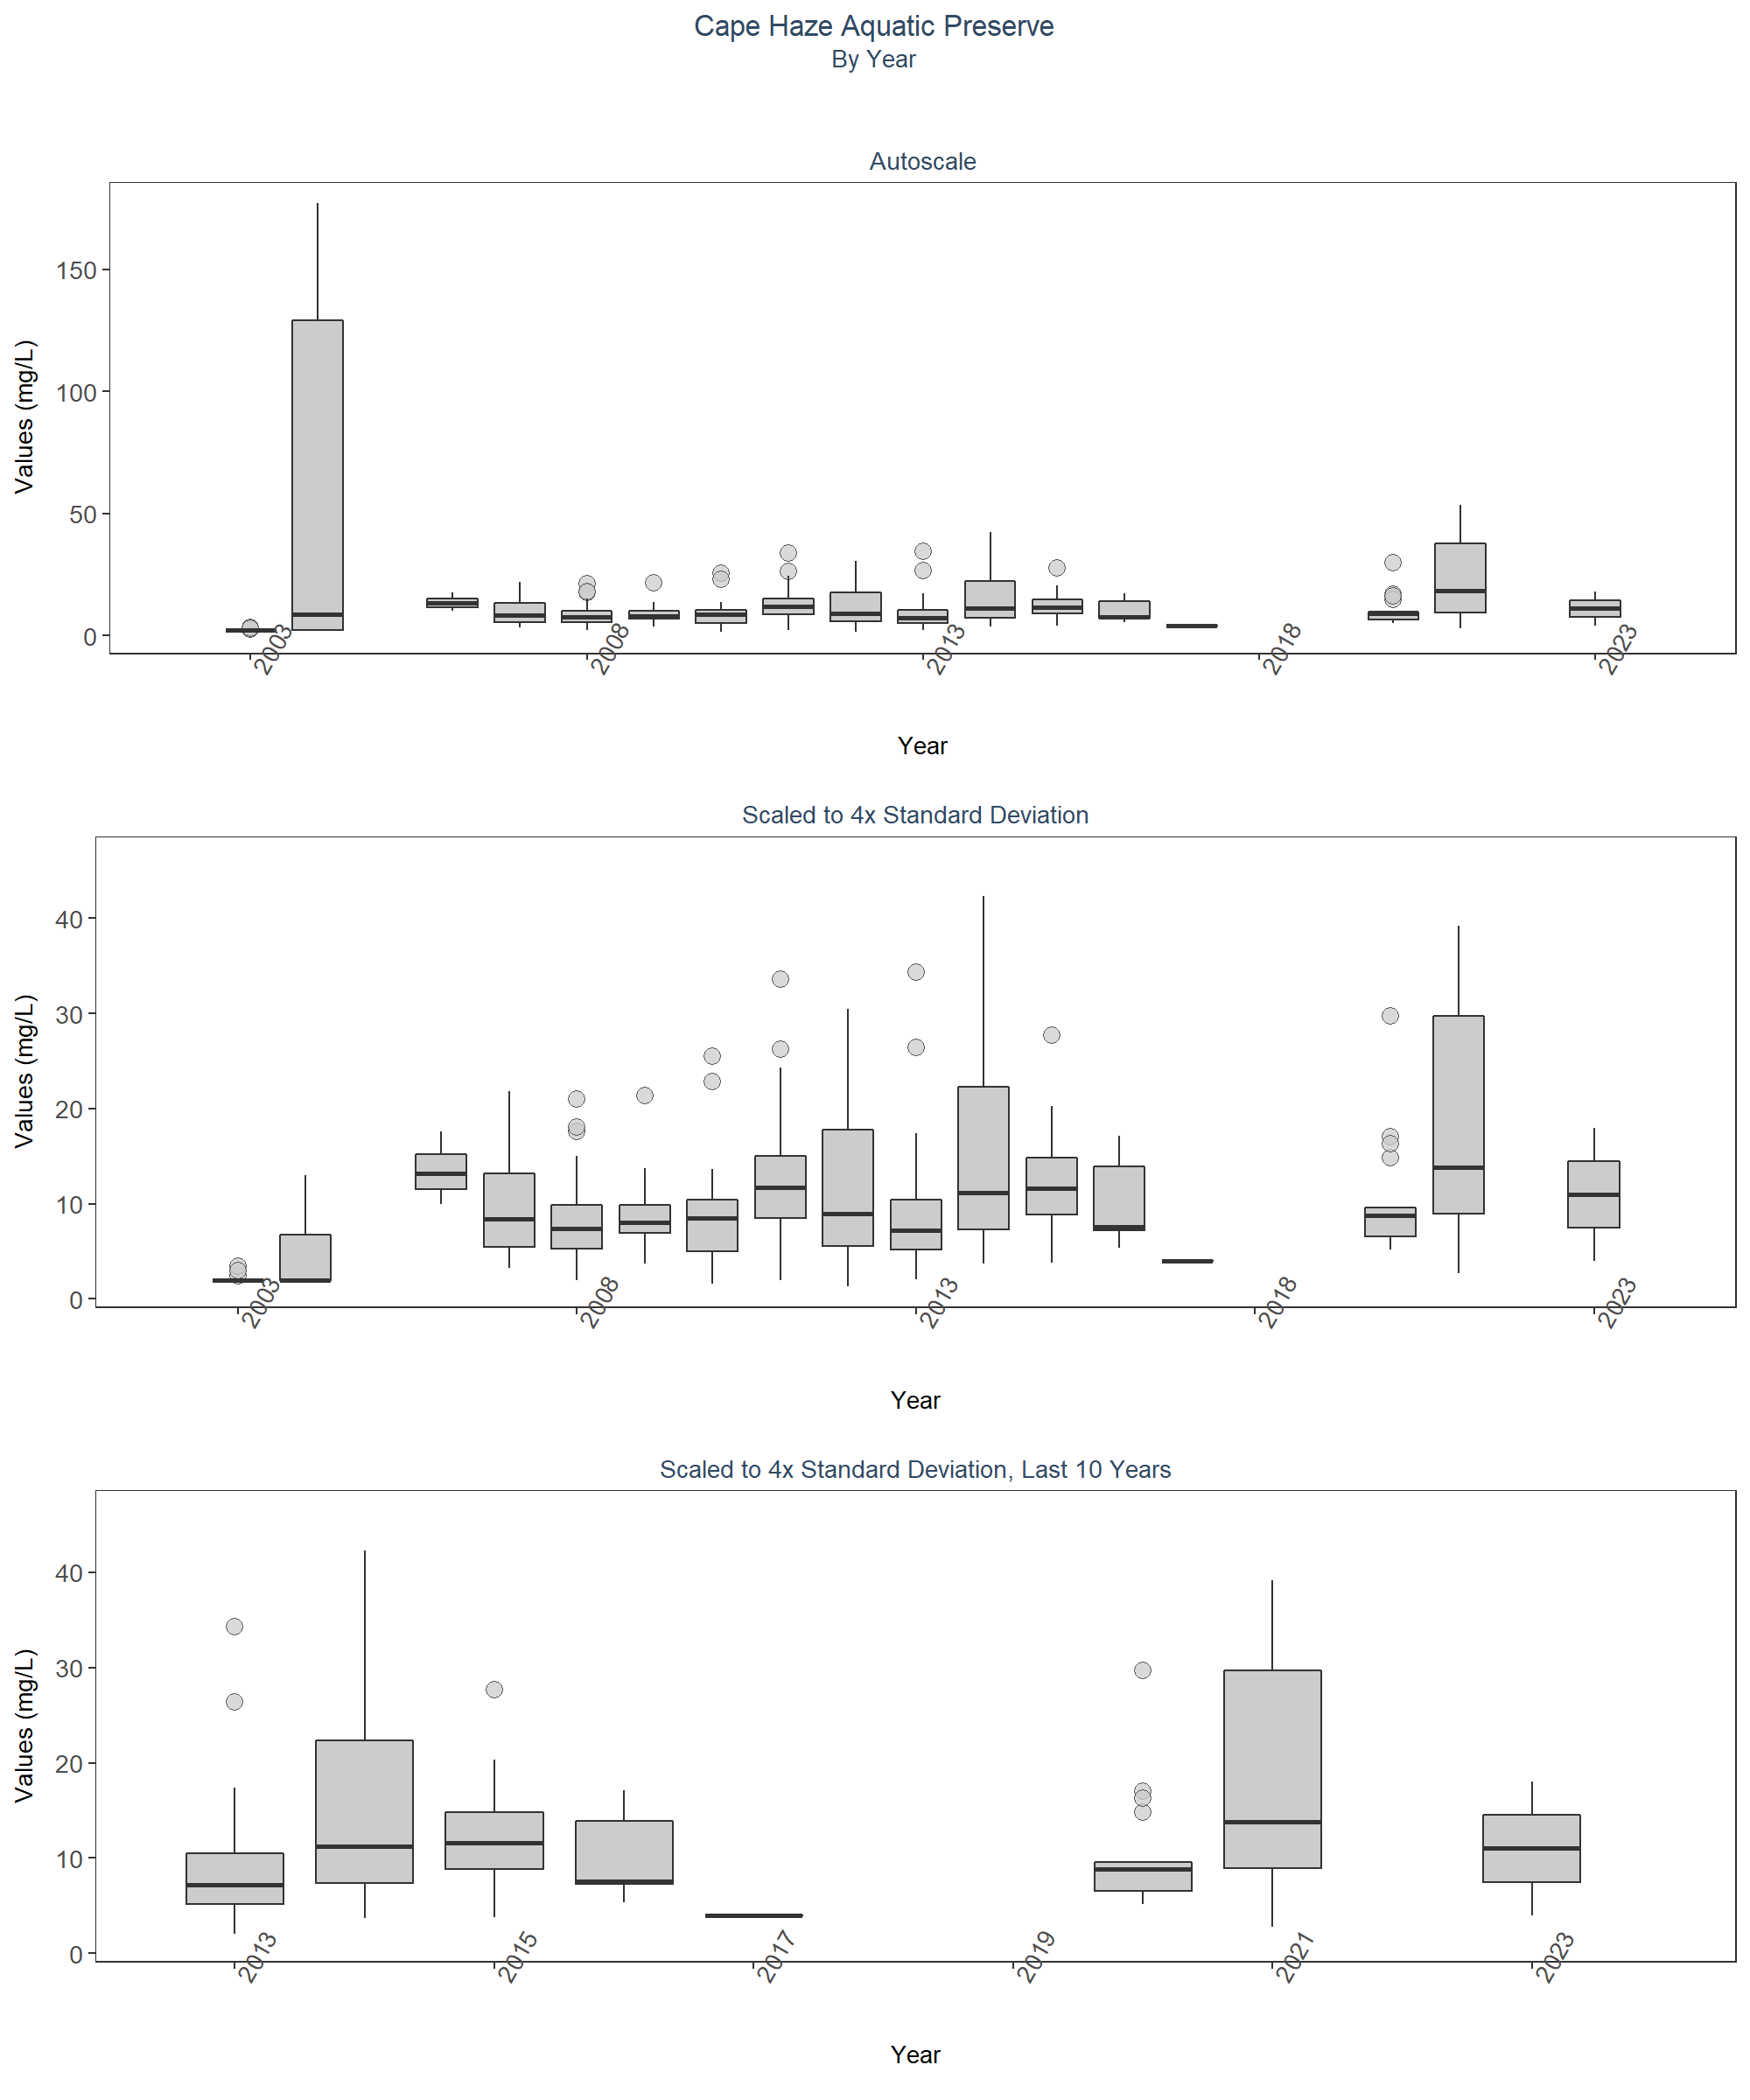 Cape Haze Aquatic Preserve
By Year
Autoscale
Values (mg/L)
150
100
50
0
2003
2008
2013
2018
2023
Year
Scaled to 4x Standard Deviation
Values (mg/L)
40
30
20
10
0
2003
2008
2013
2018
2023
Year
Scaled to 4x Standard Deviation, Last 10 Years
Values (mg/L)
40
30
20
10
0
2013
2015
2017
2019
2021
2023
Year